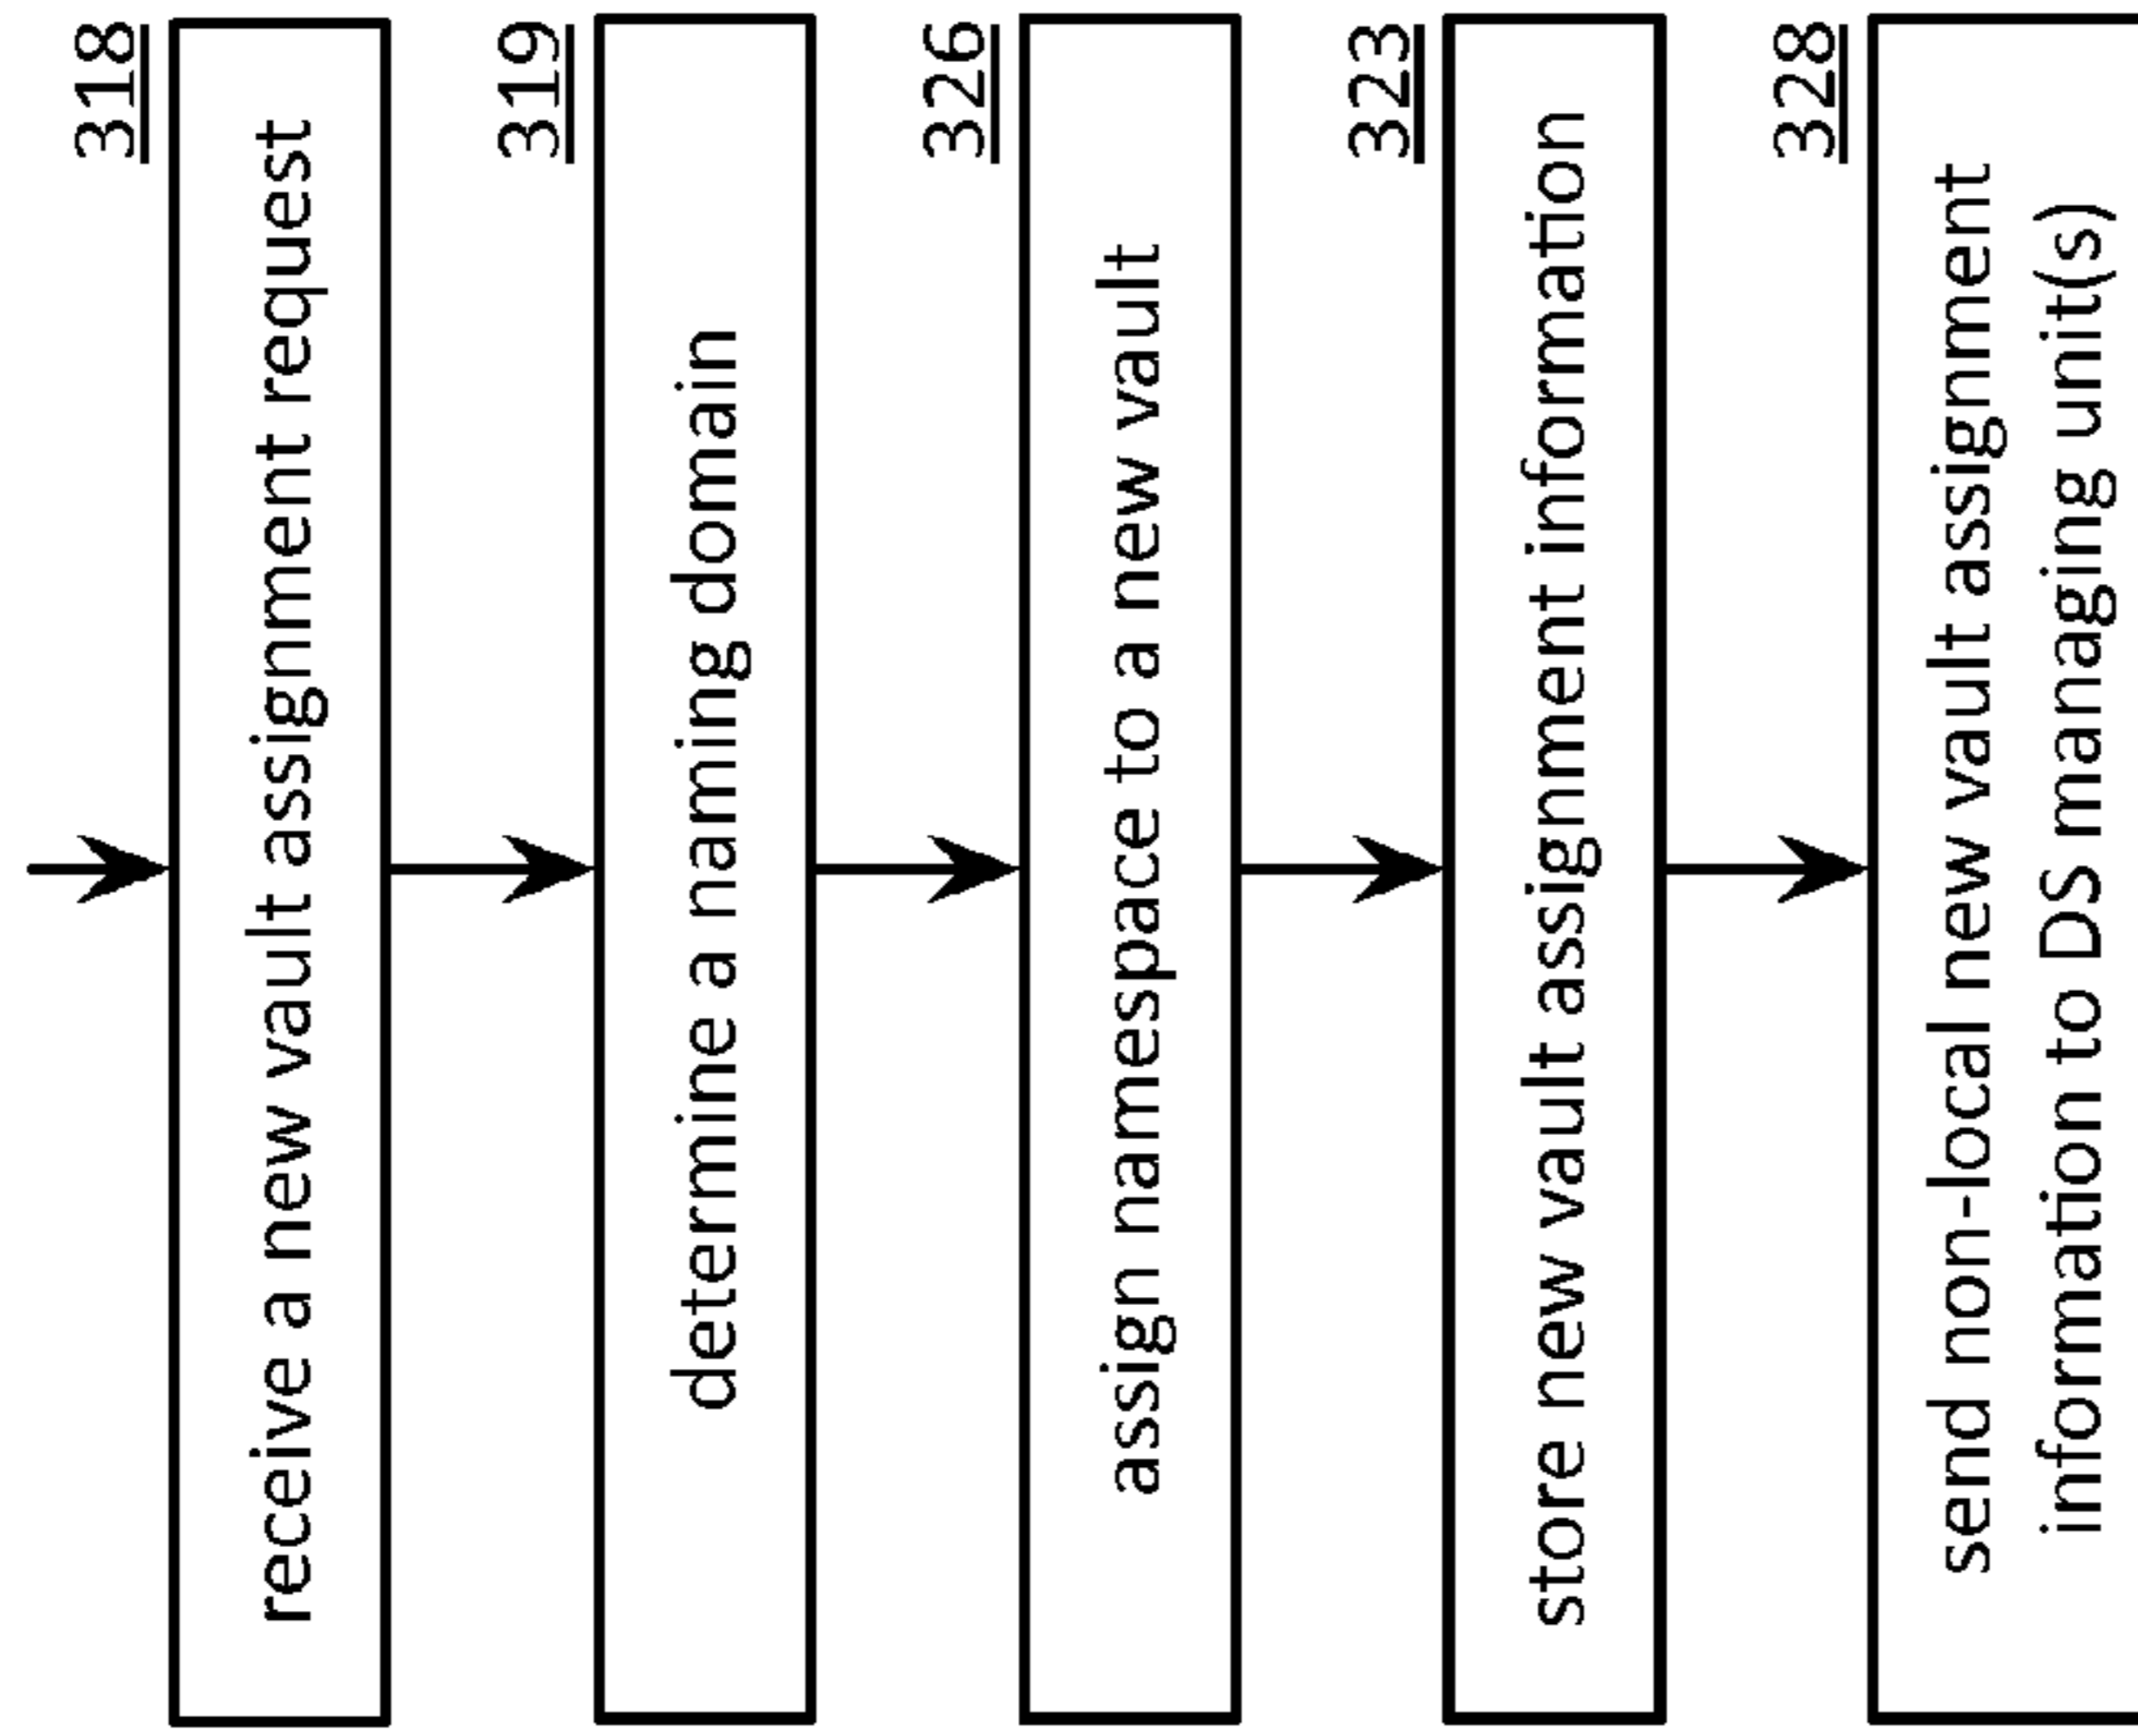 318
receive a new vault assignment request
319
determine a naming domain
326
assign namespace to a new vault
323
store new vault assignment information
328
send non-local new vault assignment
information to DS managing unit(s)